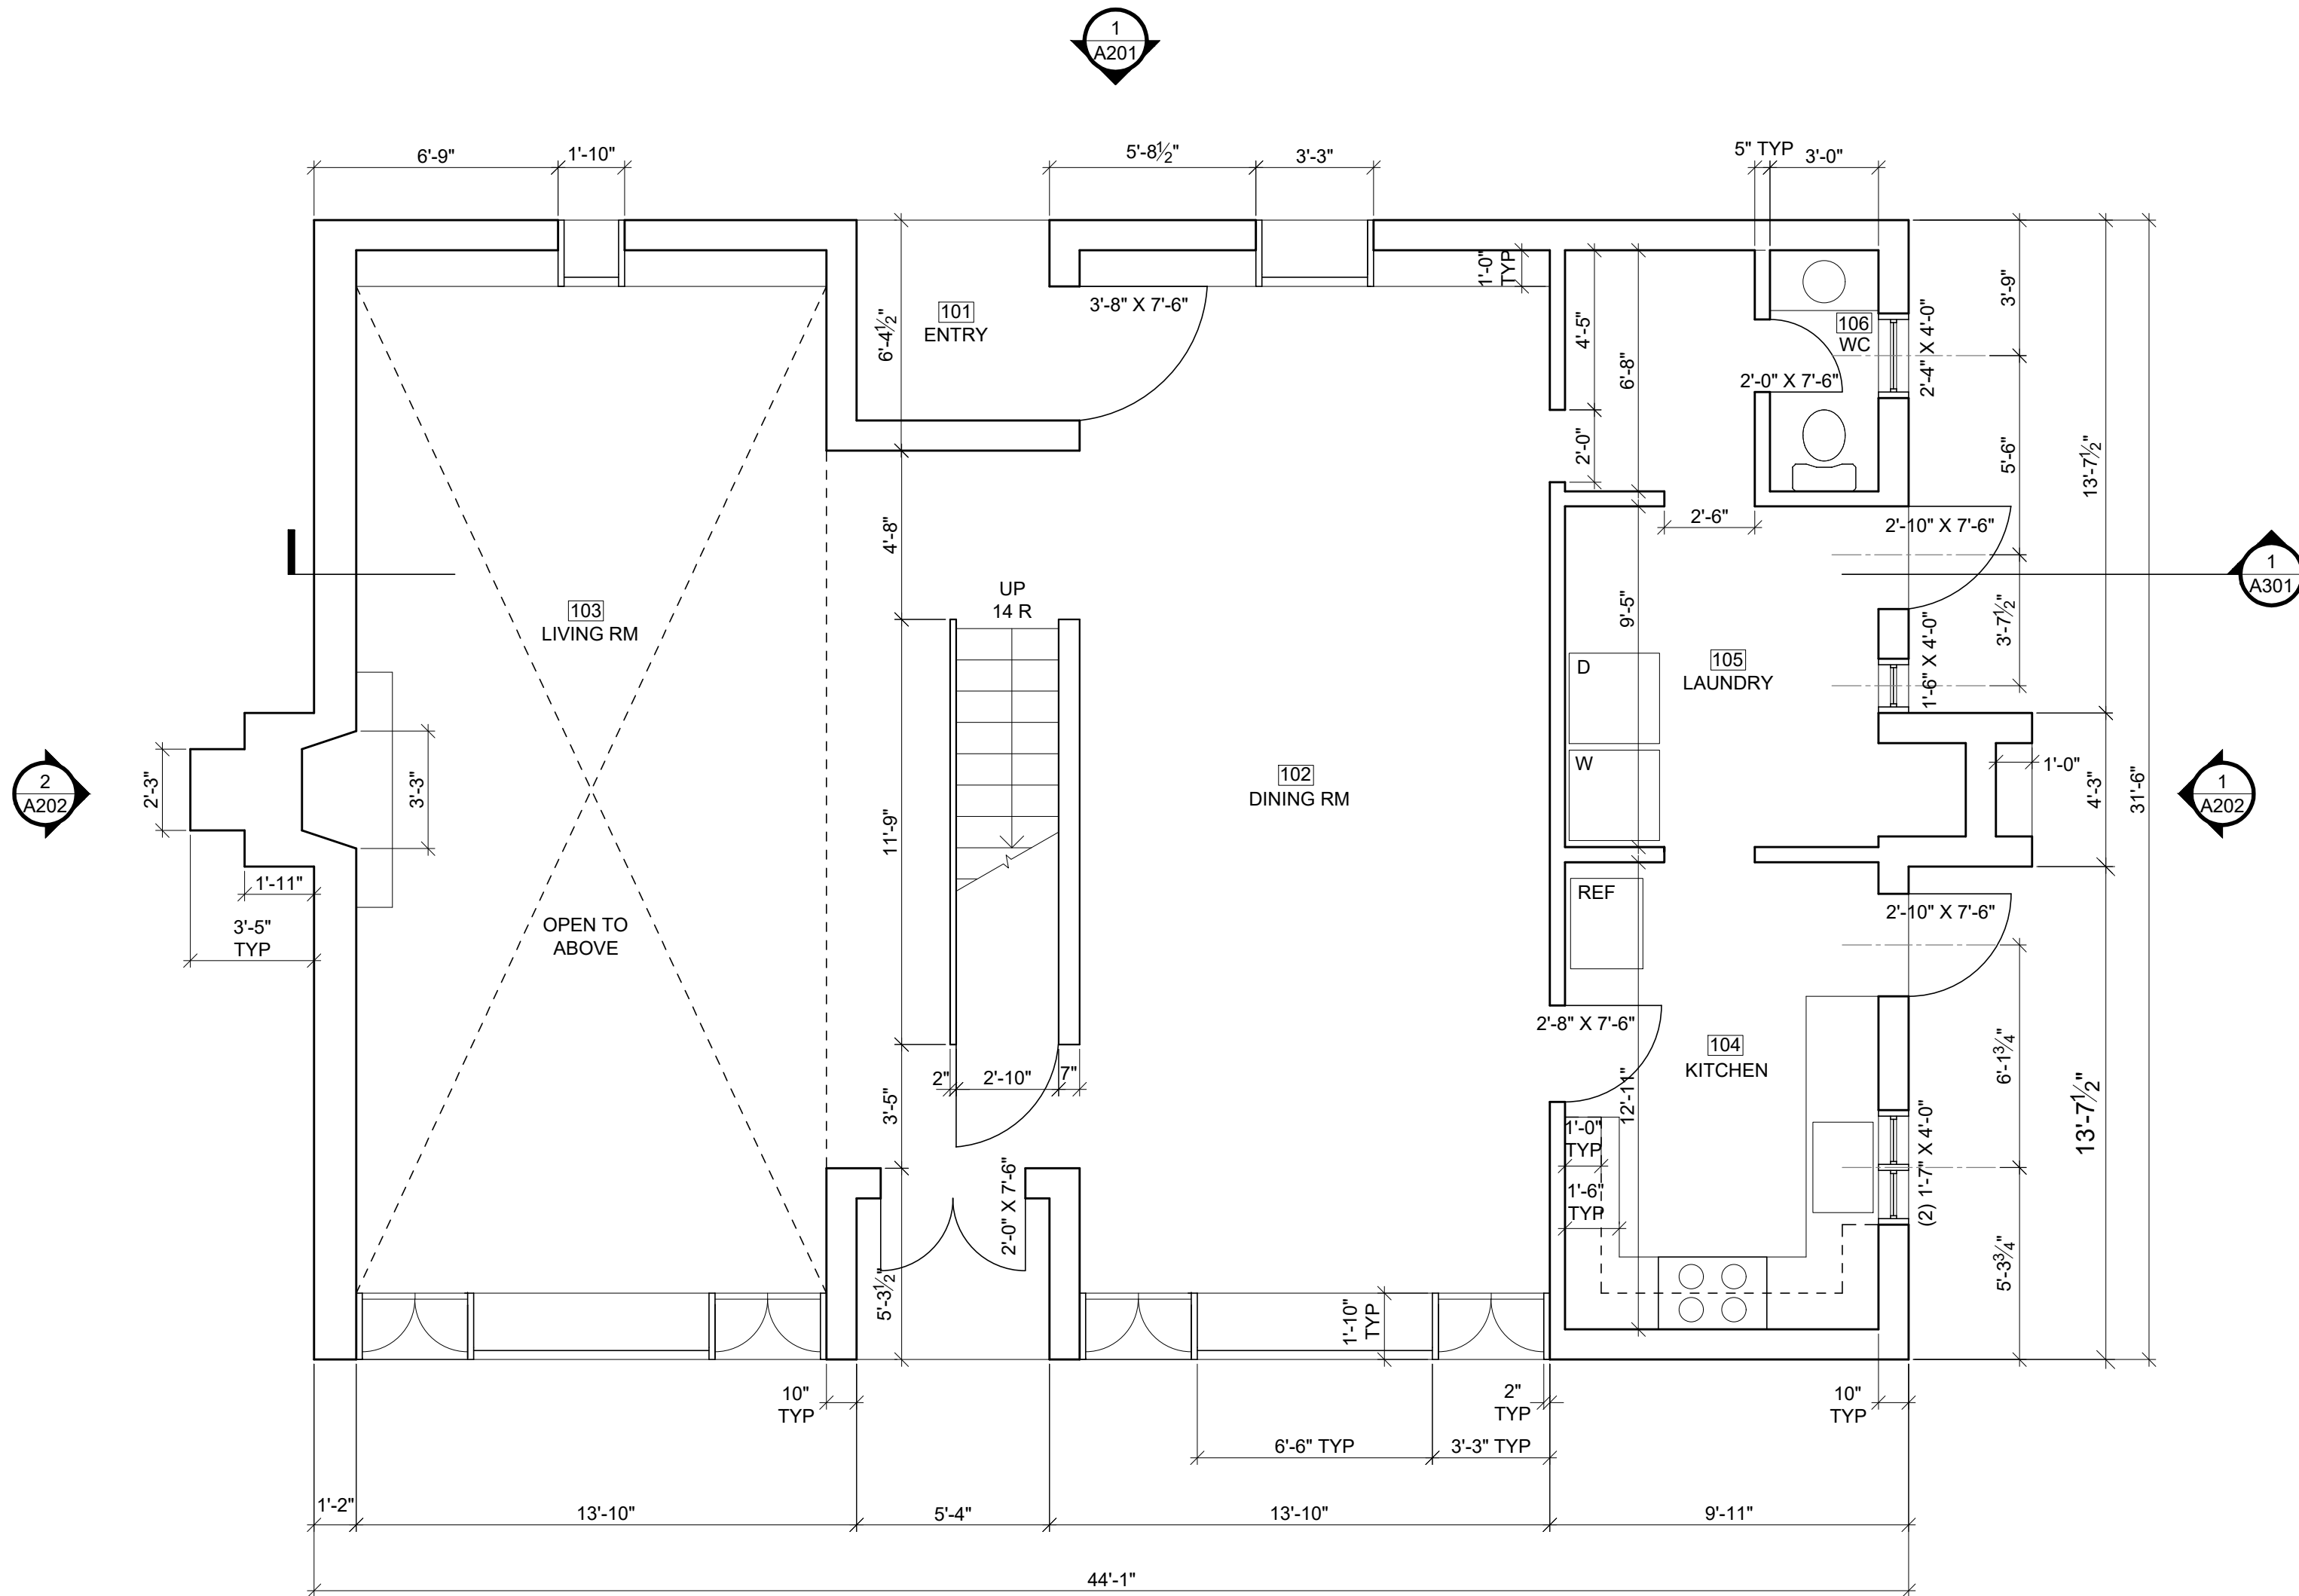 1
A201
6'-9"
1'-10"
5'-8½"
3'-3"
5" TYP
3'-0"
101
ENTRY
3'-8" X 7'-6"
1'-0"
TYP
6'-4½"
4'-5"
6'-8"
2'-0"
106
WC
2'-0" X 7'-6"
2'-4" X 4'-0"
3'-9"
5'-6"
13'-7½"
31'-6"
4'-8"
2'-6"
2'-10" X 7'-6"
1
A301
UP
14 R
103
LIVING RM
9'-5"
3'-7½"
1'-6" X 4'-0"
D
105
LAUNDRY
2
A202
2'-3"
3'-3"
102
DINING RM
W
1'-0"
4'-3"
1
A202
11'-9"
1'-11"
3'-5"
TYP
OPEN TO
ABOVE
REF
2'-10" X 7'-6"
2'-8" X 7'-6"
104
KITCHEN
6'-1¾"
13'-7½"
2"
2'-10"
7"
3'-5"
12'-11"
1'-0"
TYP
1'-6"
TYP
(2) 1'-7" X 4'-0"
2'-0" X 7'-6"
5'-3½"
5'-3¾"
1'-10"
TYP
10"
TYP
2"
TYP
10"
TYP
6'-6" TYP
3'-3" TYP
1'-2"
13'-10"
5'-4"
13'-10"
9'-11"
44'-1"